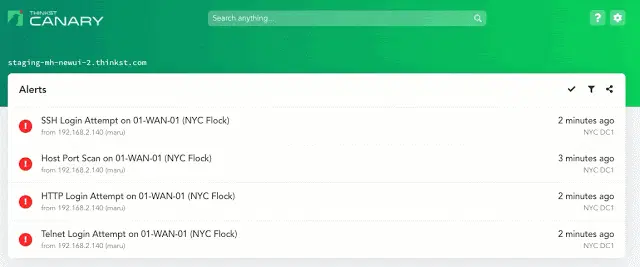 THINKST
CANARY
Search anything...
?
staging-mh-newui-2.thinkst.com
Alerts
SSH Login Attempt on 01-WAN-01 (NYC Flock)
2 minutes ago
from 192.168.2.140 (maru)
NYC DC1
Host Port Scan on 01-WAN-01 (NYC Flock)
3 minutes ago
from 192.168.2.140 (maru)
NYC DC1
HTTP Login Attempt on 01-WAN-01 (NYC Flock)
2 minutes ago
from 192.168.2.140 (maru)
NYC DC1
Telnet Login Attempt on 01-WAN-01 (NYC Flock)
2 minutes ago
from 192.168.2.140 (maru)
NYC DC1